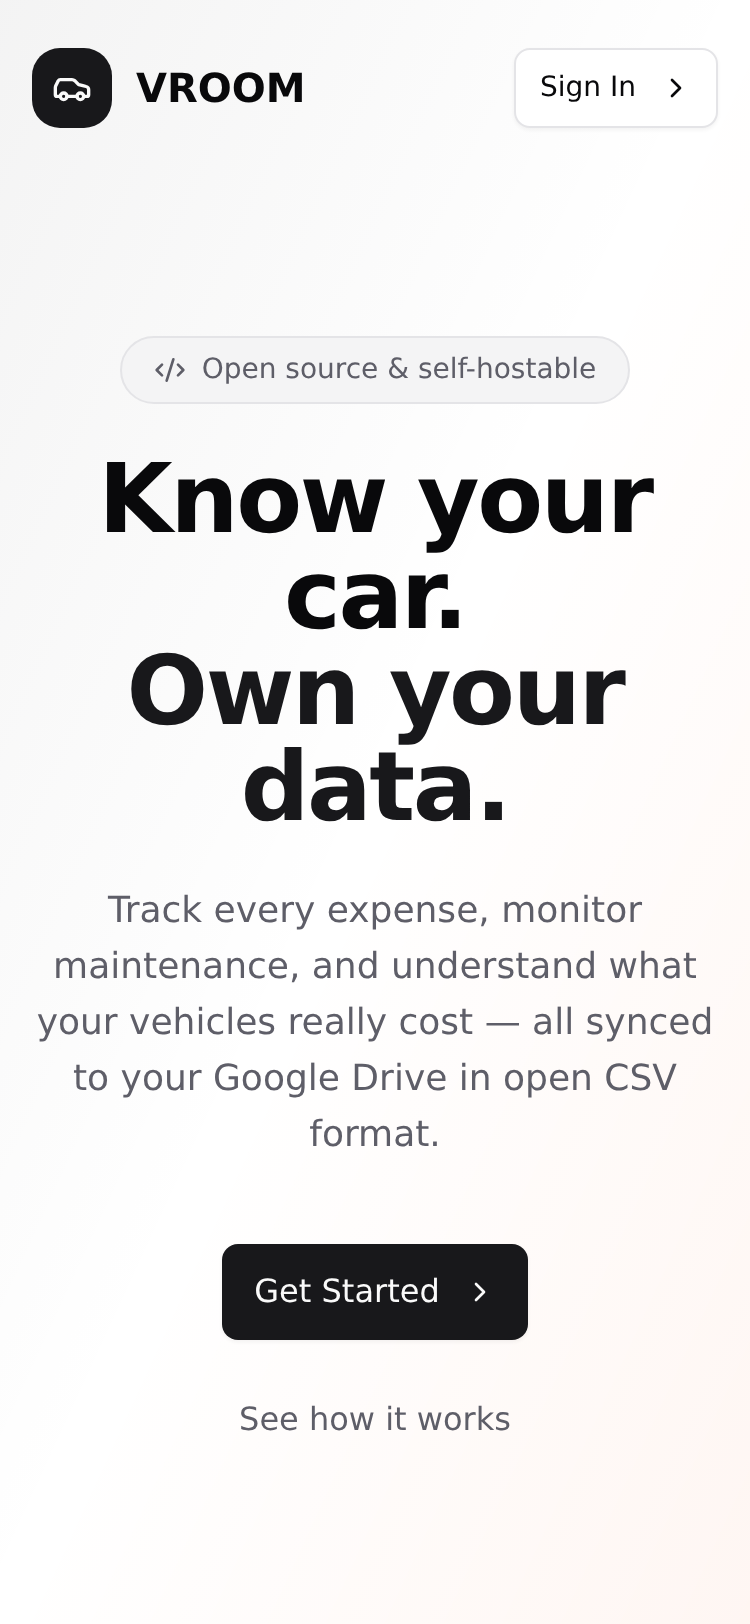 VROOM
Sign In
Open source & self-hostable
Know your
car.
Own your
data.
Track every expense, monitor
maintenance, and understand what
your vehicles really cost — all synced
to your Google Drive in open CSV
format.
Get Started
See how it works